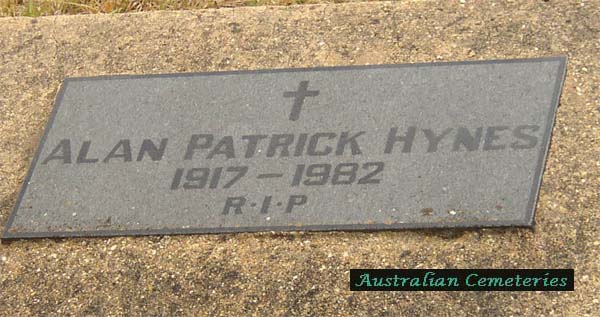 ALAN PATRICK HYNES
1917 - 1982
R·I·P
Australian Cemeteries